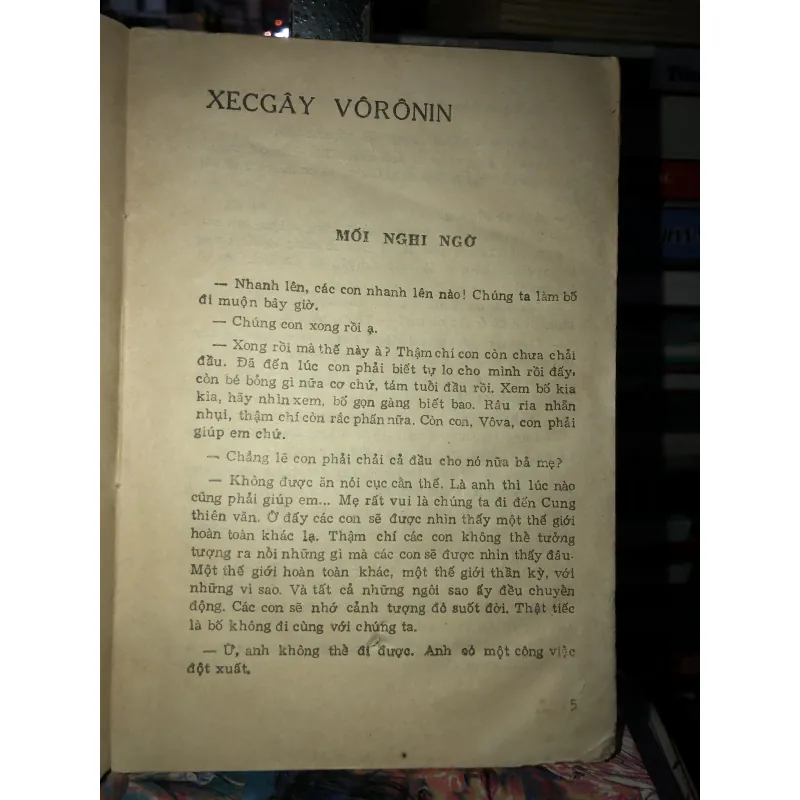 XECGÂY VÔRÔNIN
MỐI NGHI NGỜ
— Nhanh lên, các con nhanh lên nào! Chúng ta làm bố
đi muộn bây giờ.
— Chúng con xong rồi ạ.
— Xong rồi mà thế này à? Thậm chí con còn chưa chải
đầu. Đã đến lúc con phải biết tự lo cho mình rồi đấy,
còn bé bỏng gì nữa cơ chứ, tám tuổi đầu rồi. Xem bố kia
kìa, hãy nhìn xem, bố gọn gàng biết bao. Râu ria nhẵn
nhụi, thậm chí còn rắc phấn nữa. Còn con, Vôva, con phải
giúp em chứ.
— Chẳng lẽ con phải chải cả đầu cho nó nữa hả mẹ?
— Không được ăn nói cục cằn thế. Là anh thì lúc nào
cũng phải giúp em... Mẹ rất vui là chúng ta đi đến Cung
thiên văn. Ở đấy các con sẽ được nhìn thấy một thế giới
hoàn toàn khác lạ. Thậm chí các con không thể tưởng
tượng ra nổi những gì mà các con sẽ được nhìn thấy đâu.
Một thế giới hoàn toàn khác, một thế giới thần kỳ, với
những vì sao. Và tất cả những ngôi sao ấy đều chuyển
động. Các con sẽ nhớ cảnh tượng đó suốt đời. Thật tiếc
là bố không đi cùng với chúng ta.
— Ừ, anh không thể đi được. Anh có một công việc
đột xuất.
5